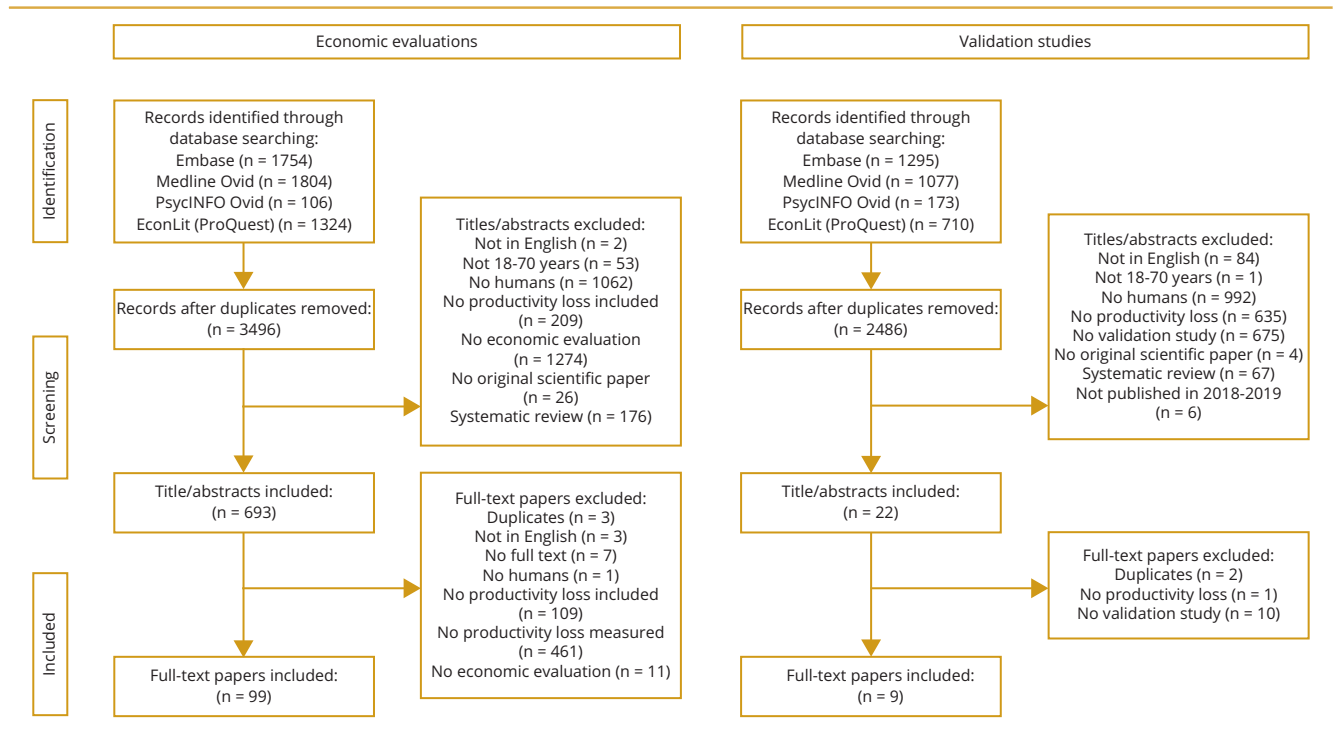 Economic evaluations
Validation studies
Identification
Records identified through
database searching:
Embase (n = 1754)
Medline Ovid (n = 1804)
PsycINFO Ovid (n = 106)
EconLit (ProQuest) (n = 1324)
Records identified through
database searching:
Embase (n = 1295)
Medline Ovid (n = 1077)
PsycINFO Ovid (n = 173)
EconLit (ProQuest) (n = 710)
Titles/abstracts excluded:
Not in English (n = 2)
Not 18-70 years (n = 53)
No humans (n = 1062)
No productivity loss included
(n = 209)
No economic evaluation
(n = 1274)
No original scientific paper
(n = 26)
Systematic review (n = 176)
Titles/abstracts excluded:
Not in English (n = 84)
Not 18-70 years (n = 1)
No humans (n = 992)
No productivity loss (n = 635)
No validation study (n = 675)
No original scientific paper (n = 4)
Systematic review (n = 67)
Not published in 2018-2019
(n = 6)
Records after duplicates removed:
(n = 3496)
Records after duplicates removed:
(n = 2486)
Screening
Title/abstracts included:
(n = 693)
Title/abstracts included:
(n = 22)
Full-text papers excluded:
Duplicates (n = 3)
Not in English (n = 3)
No full text (n = 7)
No humans (n = 1)
No productivity loss included
(n = 109)
No productivity loss measured
(n = 461)
No economic evaluation (n = 11)
Full-text papers excluded:
Duplicates (n = 2)
No productivity loss (n = 1)
No validation study (n = 10)
Included
Full-text papers included:
(n = 99)
Full-text papers included:
(n = 9)